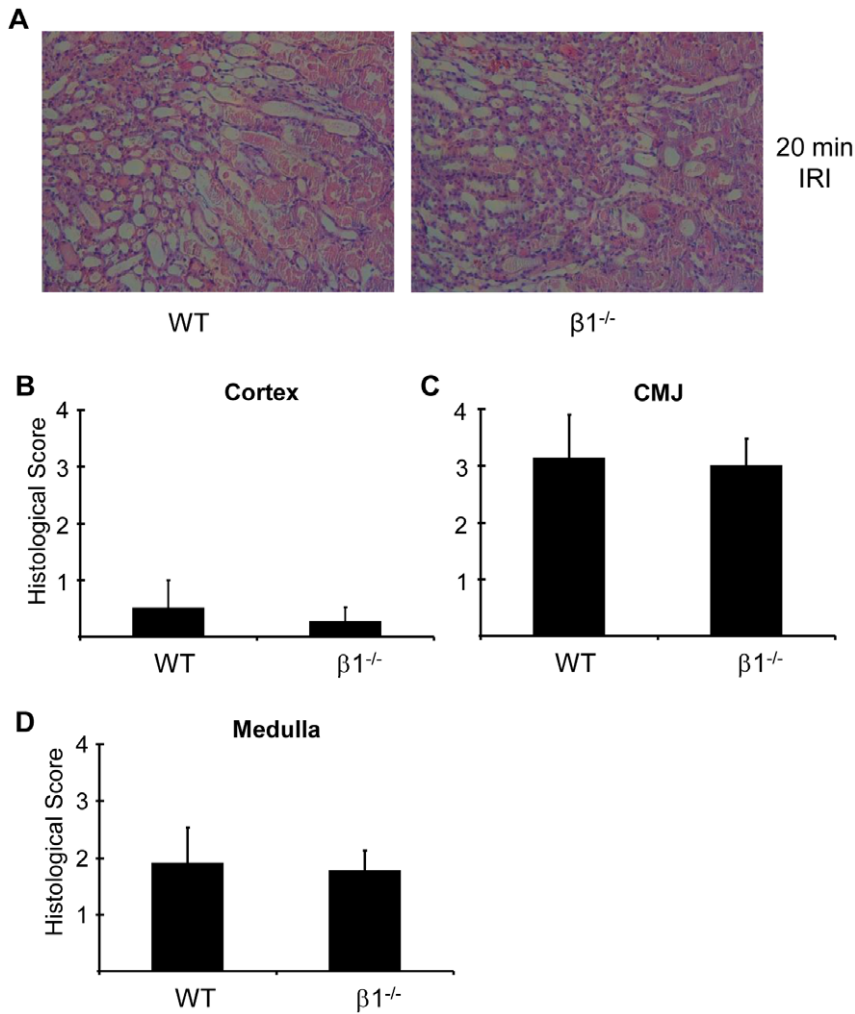 A
20 min
IRI
WT
β1-/-
B
Cortex
Histological Score
4
3
2
1
WT
β1-/-
C
CMJ
4
3
2
1
WT
β1-/-
D
Medulla
Histological Score
4
3
2
1
WT
β1-/-